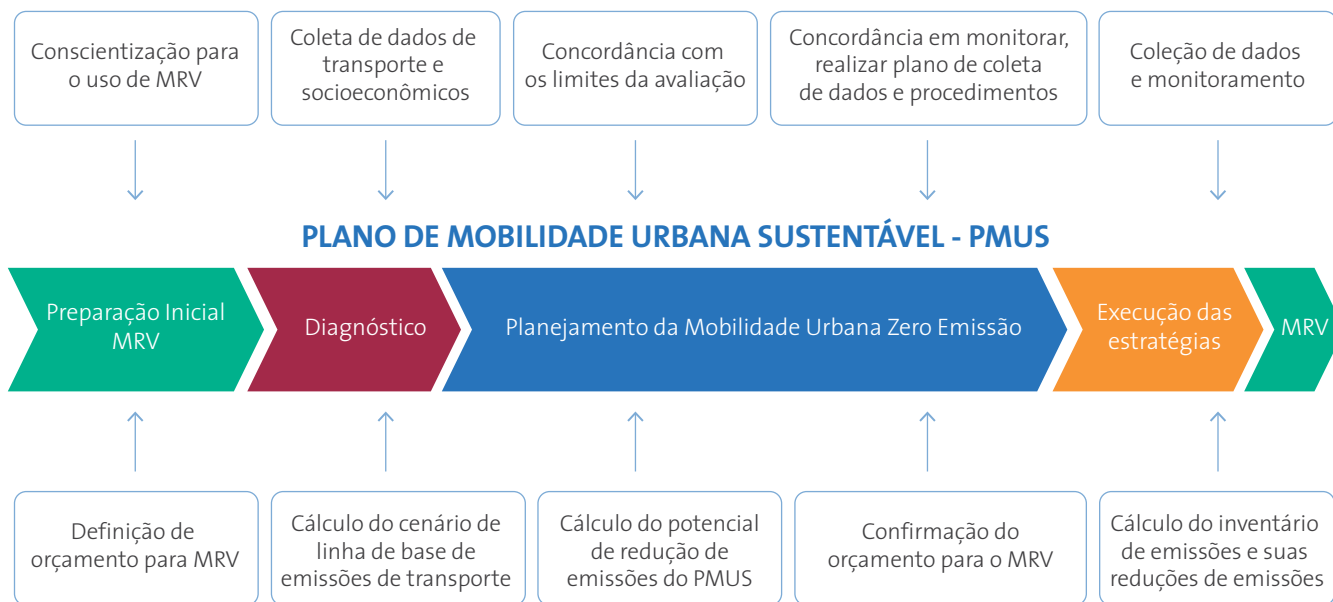 Conscientização para
o uso de MRV
Coleta de dados de
transporte e
socioeconômicos
Concordância com
os limites da avaliação
Concordância em monitorar,
realizar plano de coleta
de dados e procedimentos
Coleção de dados
e monitoramento
PLANO DE MOBILIDADE URBANA SUSTENTÁVEL - PMUS
Preparação Inicial
MRV
Diagnóstico
Planejamento da Mobilidade Urbana Zero Emissão
Execução das
estratégias
MRV
Definição de
orçamento para MRV
Cálculo do cenário de
linha de base de
emissões de transporte
Cálculo do potencial
de redução de
emissões do PMUS
Confirmação do
orçamento para o MRV
Cálculo do inventário
de emissões e suas
reduções de emissões